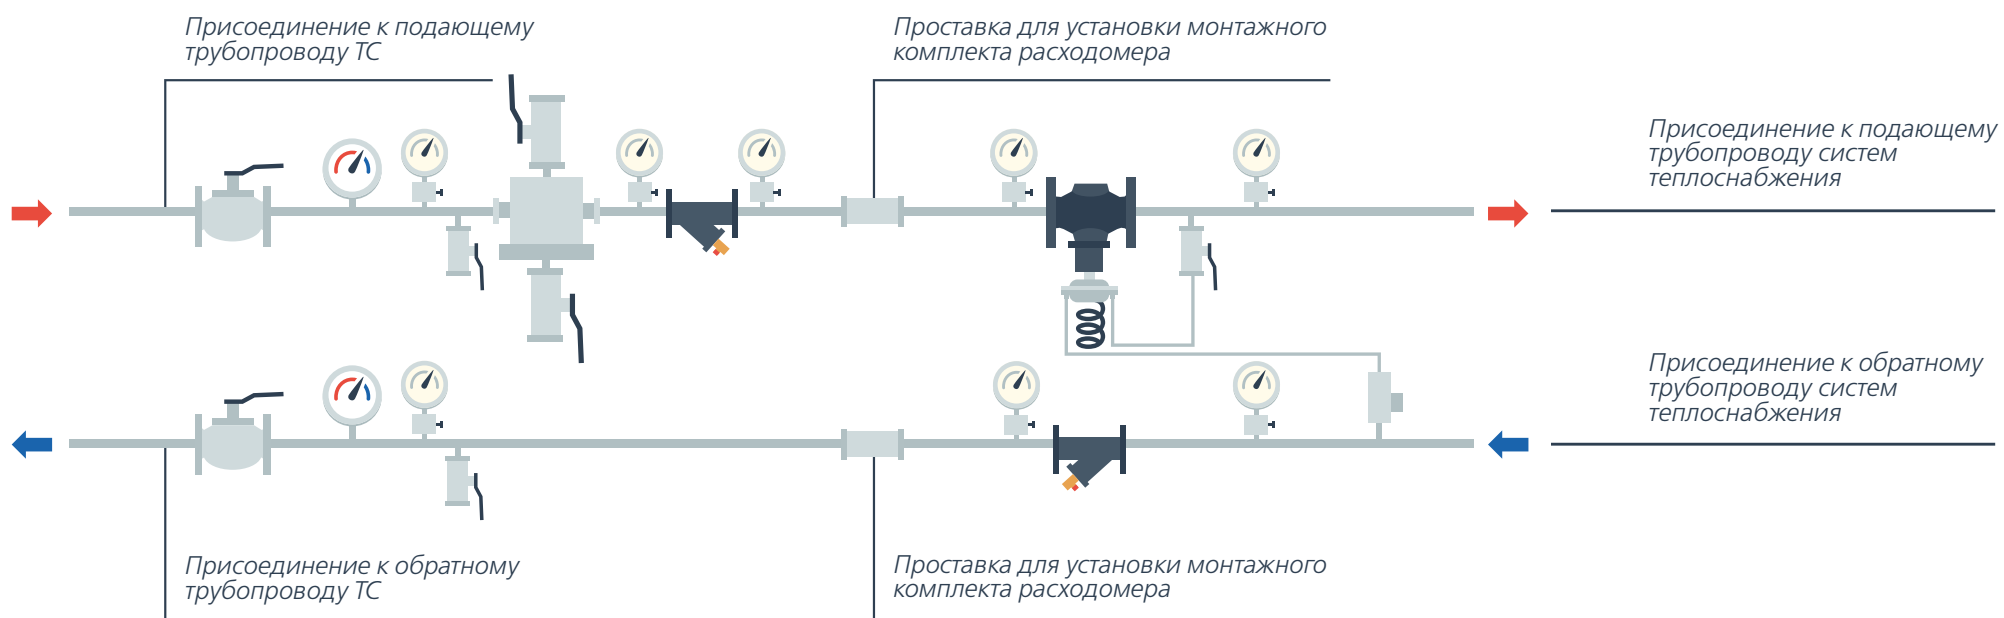 Присоединение к подающему
трубопроводу ТС
Проставка для установки монтажного
комплекта расходомера
Присоединение к подающему
трубопроводу систем
теплоснабжения
Присоединение к обратному
трубопроводу систем
теплоснабжения
Присоединение к обратному
трубопроводу ТС
Проставка для установки монтажного
комплекта расходомера